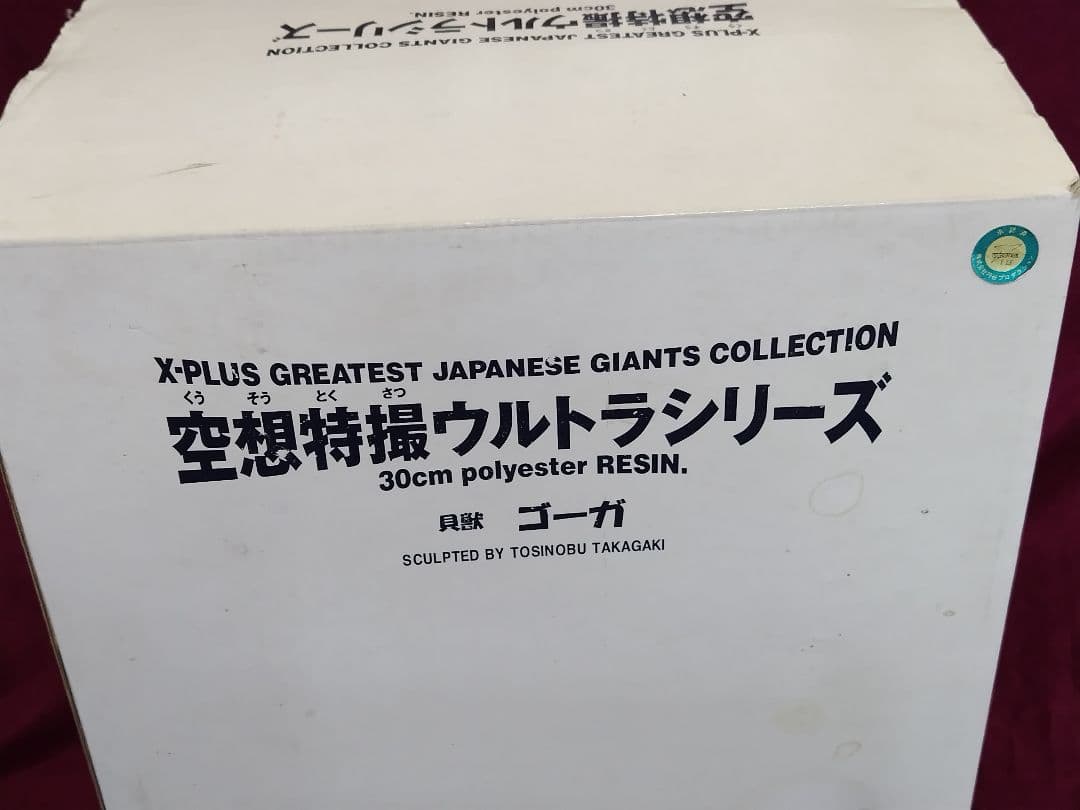 X-PLUS GREATEST JAPANESE GIANTS COLLECTION
空想特撮ウルトラシリーズ
30cm polyester RESIN.
X-PLUS GREATEST JAPANESE GIANTS COLLECTION
くう そう とく さつ
空想特撮ウルトラシリーズ
30cm polyester RESIN.
貝獣 ゴーガ
SCULPTED BY TOSINOBU TAKAGAKI